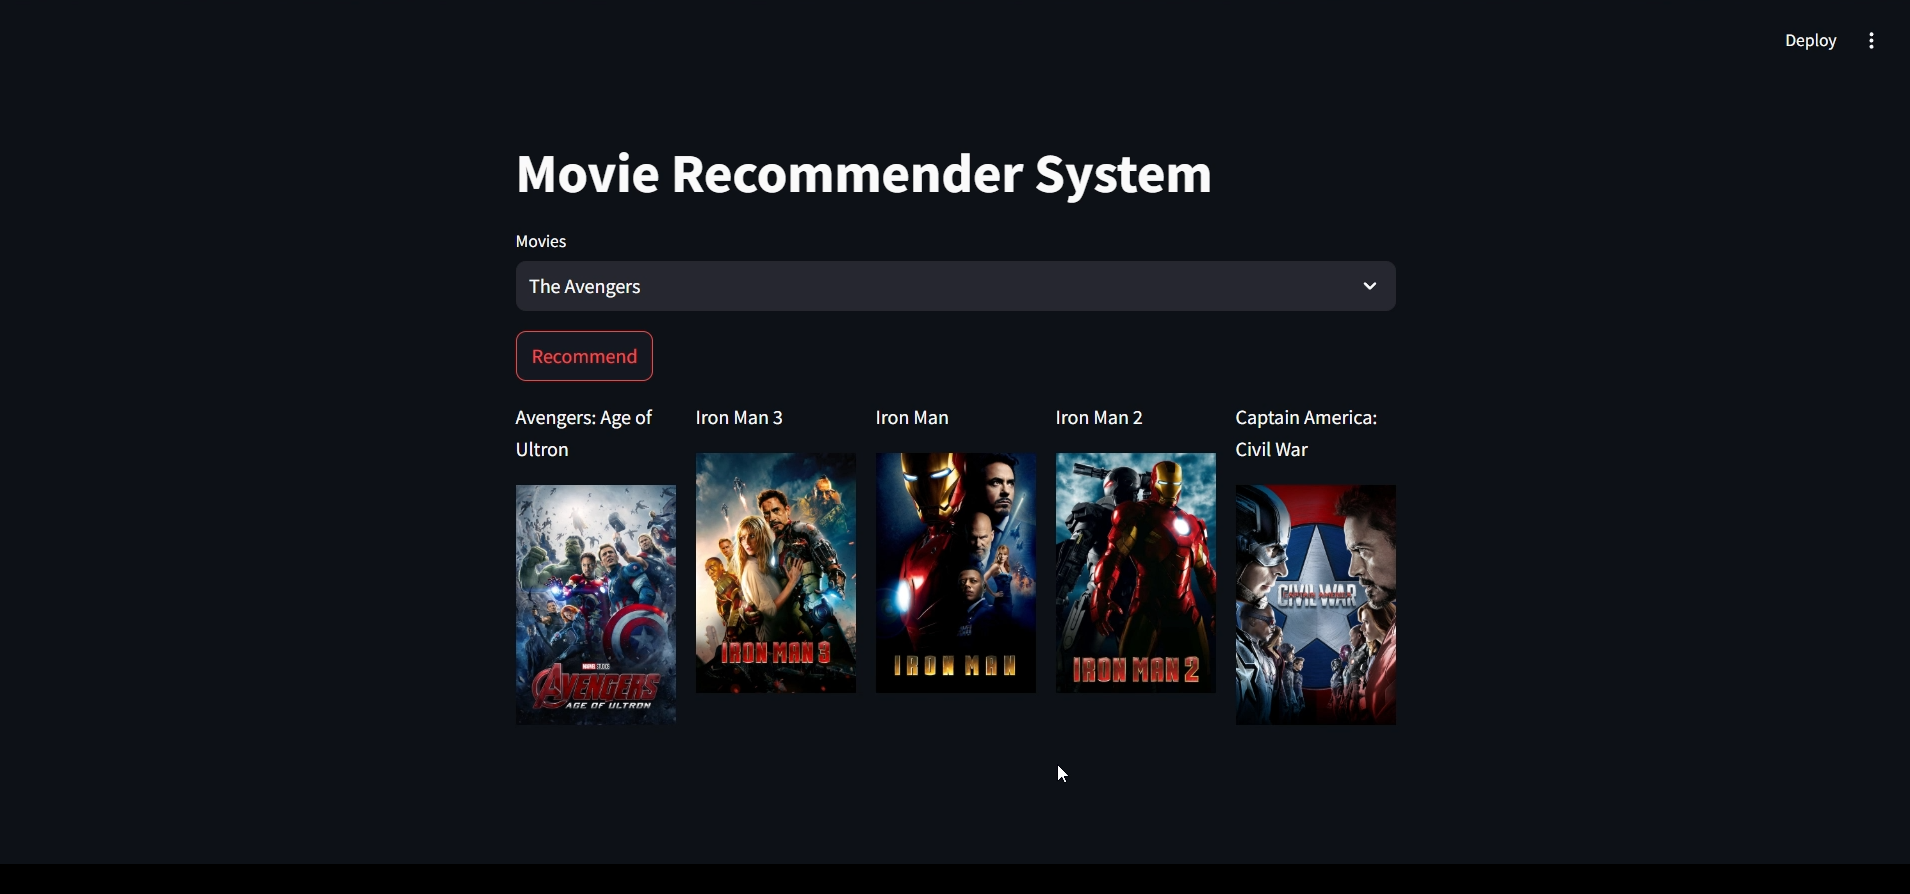 Deploy
Movie Recommender System
Movies
The Avengers
Recommend
Avengers: Age of
Ultron
Iron Man 3
Iron Man
Iron Man 2
Captain America:
Civil War
MARVEL STUDIOS
AVENGERS
AGE OF ULTRON
IRON MAN 3
IRON MAN
IRON MAN 2
CAPTAIN AMERICA
CIVIL WAR